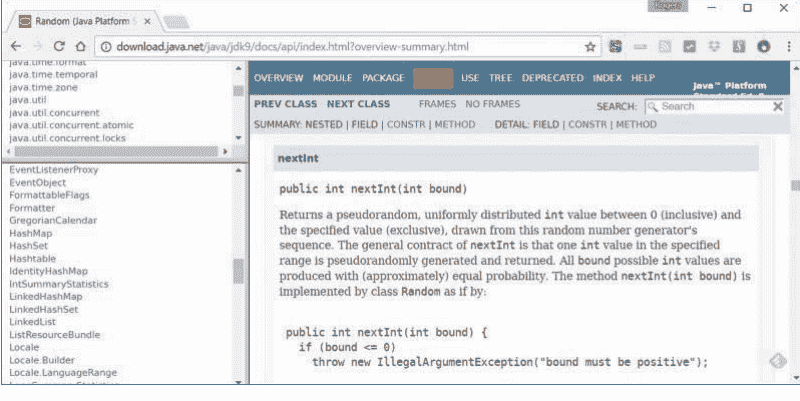 Random (Java Platform S
download.java.net/java/jdk9/docs/api/index.html?overview-summary.html
java.time.format
java.time.temporal
java.time.zone
java.util
java.util.concurrent
java.util.concurrent.atomic
java.util.concurrent.locks
EventListenerProxy
EventObject
FormattableFlags
Formatter
GregorianCalendar
HashMap
HashSet
Hashtable
IdentityHashMap
IntSummaryStatistics
LinkedHashMap
LinkedHashSet
LinkedList
ListResourceBundle
Locale
Locale.Builder
Locale.LanguageRange
OVERVIEW MODULE PACKAGE USE TREE DEPRECATED INDEX HELP
Java™ Platform
PREV CLASS NEXT CLASS FRAMES NO FRAMES
SEARCH: Search
SUMMARY: NESTED | FIELD | CONSTR | METHOD DETAIL: FIELD | CONSTR | METHOD
nextInt
public int nextInt(int bound)
Returns a pseudorandom, uniformly distributed int value between 0 (inclusive) and
the specified value (exclusive), drawn from this random number generator's
sequence. The general contract of nextInt is that one int value in the specified
range is pseudorandomly generated and returned. All bound possible int values are
produced with (approximately) equal probability. The method nextInt(int bound) is
implemented by class Random as if by:
public int nextInt(int bound) {
if (bound <= 0)
throw new IllegalArgumentException("bound must be positive");